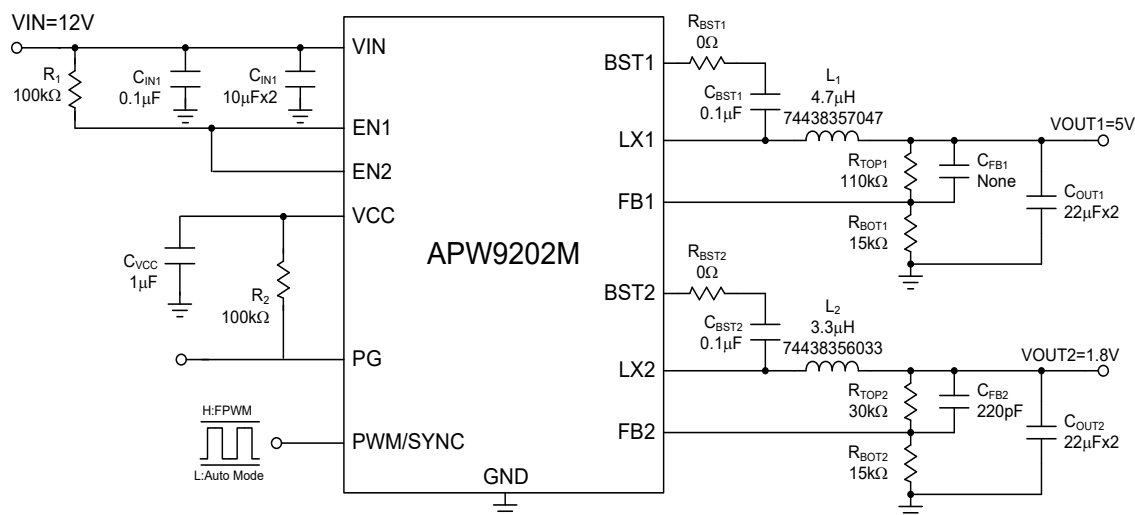 VIN=12V
R1
100kΩ
CIN1
0.1μF
CIN1
10μFx2
VIN
EN1
EN2
VCC
CVCC
1μF
R2
100kΩ
PG
H:FPWM
L:Auto Mode
PWM/SYNC
GND
APW9202M
BST1
RBST1
0Ω
CBST1
0.1μF
L1
4.7μH
74438357047
LX1
VOUT1=5V
RTOP1
110kΩ
CFB1
None
FB1
COUT1
22μFx2
RBOT1
15kΩ
BST2
RBST2
0Ω
CBST2
0.1μF
L2
3.3μH
74438356033
LX2
VOUT2=1.8V
RTOP2
30kΩ
CFB2
220pF
FB2
COUT2
22μFx2
RBOT2
15kΩ